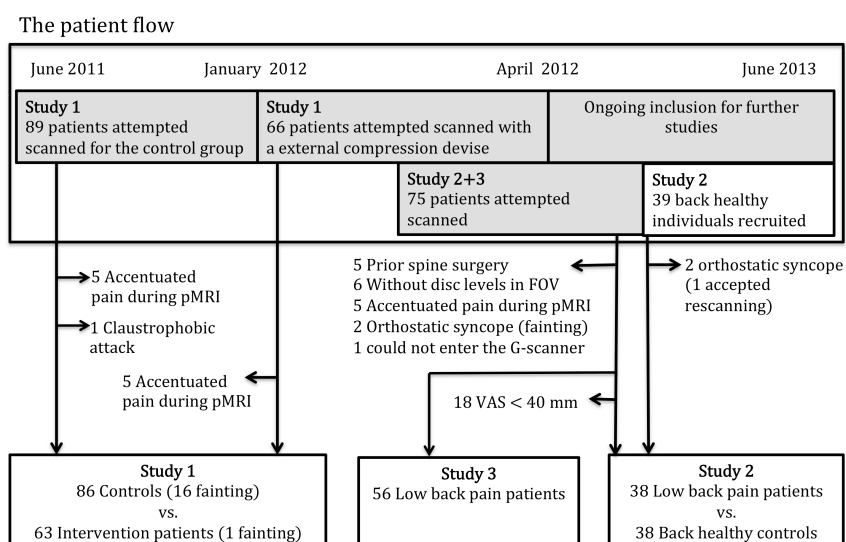 The patient flow
June 2011
January 2012
April 2012
June 2013
Study 1
89 patients attempted
scanned for the control group
Study 1
66 patients attempted scanned with
a external compression devise
Ongoing inclusion for further
studies
Study 2+3
75 patients attempted
scanned
Study 2
39 back healthy
individuals recruited
5 Accentuated
pain during pMRI
1 Claustrophobic
attack
5 Accentuated
pain during pMRI
5 Prior spine surgery
6 Without disc levels in FOV
5 Accentuated pain during pMRI
2 Orthostatic syncope (fainting)
1 could not enter the G-scanner
2 orthostatic syncope
(1 accepted
rescanning)
18 VAS < 40 mm
Study 1
86 Controls (16 fainting)
vs.
63 Intervention patients (1 fainting)
Study 3
56 Low back pain patients
Study 2
38 Low back pain patients
vs.
38 Back healthy controls